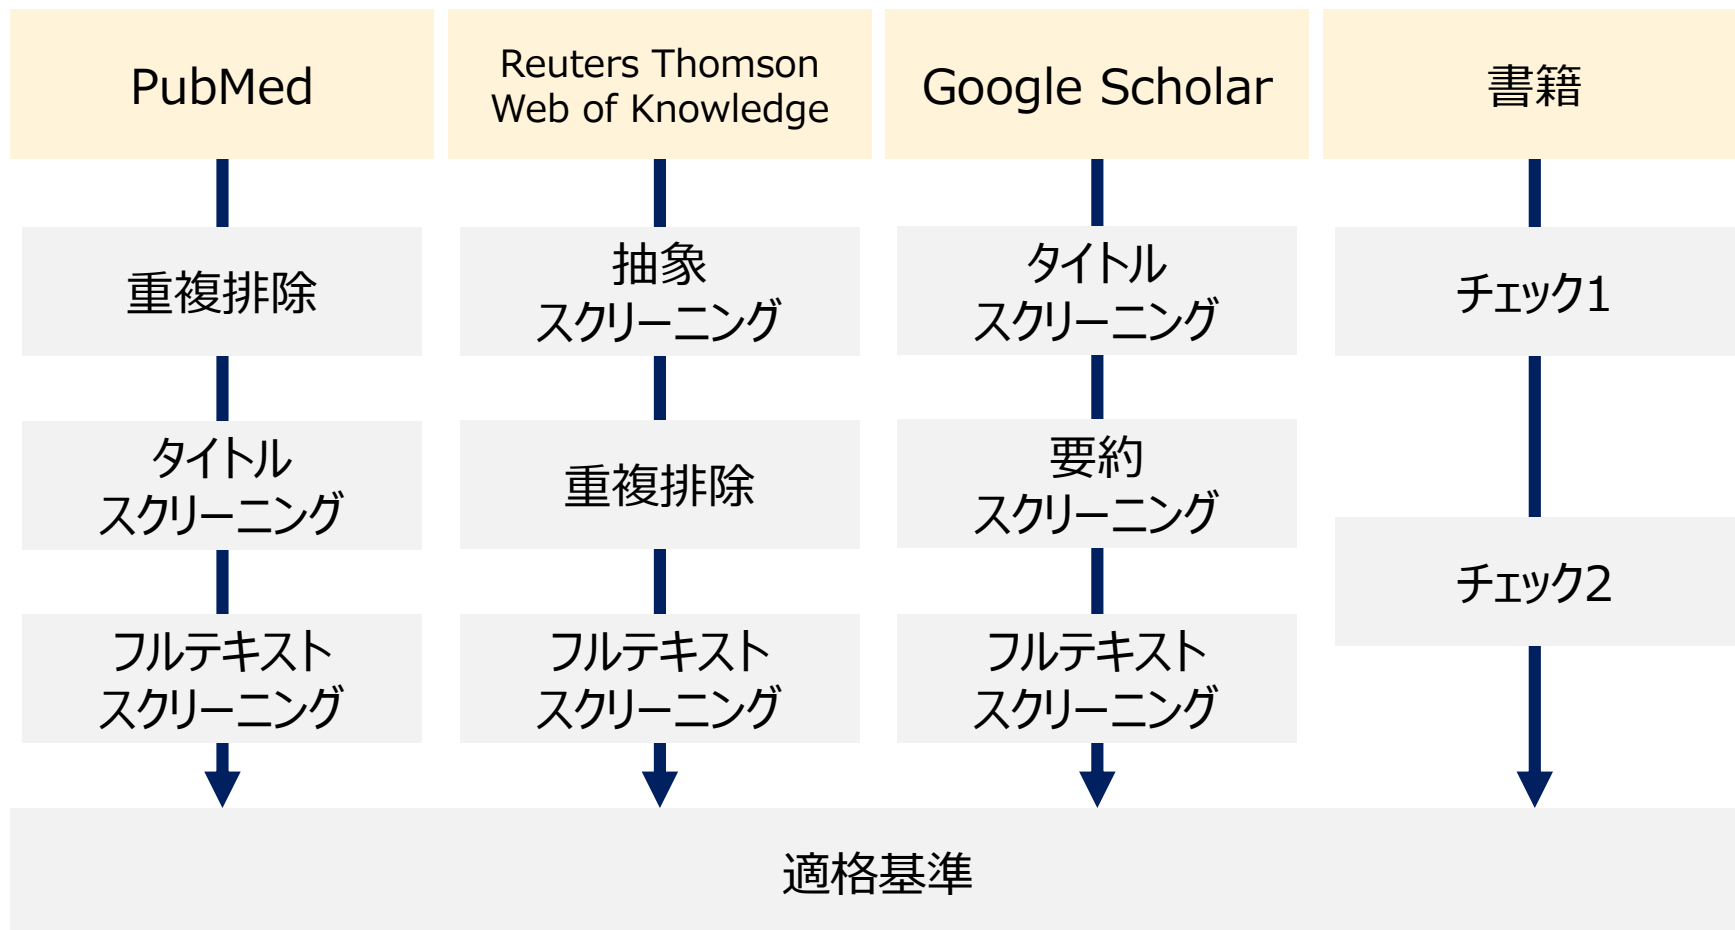 PubMed
Reuters Thomson
Web of Knowledge
Google Scholar
書籍
重複排除
抽象
スクリーニング
タイトル
スクリーニング
チェック1
タイトル
スクリーニング
重複排除
要約
スクリーニング
チェック2
フルテキスト
スクリーニング
フルテキスト
スクリーニング
フルテキスト
スクリーニング
適格基準